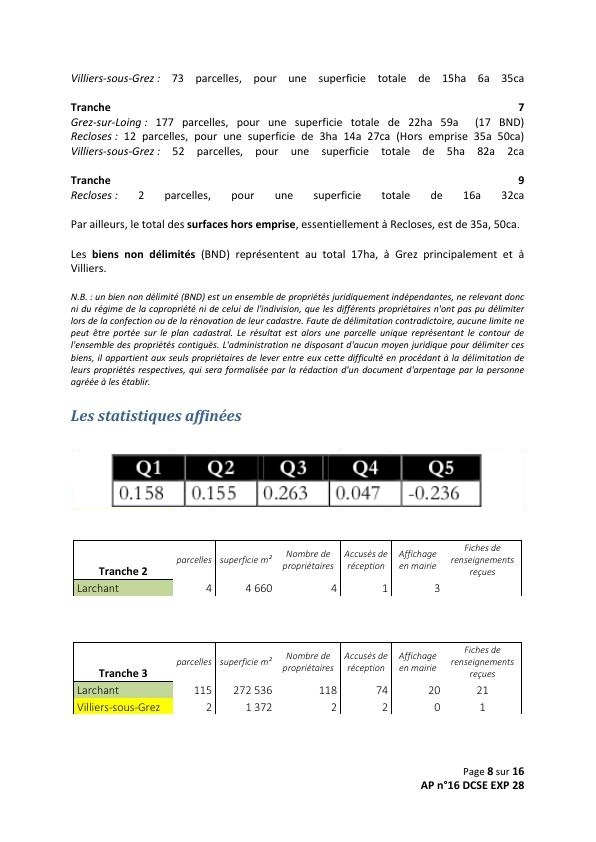 Villiers-sous-Grez : 73 parcelles, pour une superficie totale de 15ha 6a 35ca
Tranche 7
Grez-sur-Loing : 177 parcelles, pour une superficie totale de 22ha 59a (17 BND)
Recloses : 12 parcelles, pour une superficie de 3ha 14a 27ca (Hors emprise 35a 50ca)
Villiers-sous-Grez : 52 parcelles, pour une superficie totale de 5ha 82a 2ca
Tranche 9
Recloses : 2 parcelles, pour une superficie totale de 16a 32ca
Par ailleurs, le total des surfaces hors emprise, essentiellement à Recloses, est de 35a, 50ca.
Les biens non délimités (BND) représentent au total 17ha, à Grez principalement et à
Villiers.
N.B. : un bien non délimité (BND) est un ensemble de propriétés juridiquement indépendantes, ne relevant donc
ni du régime de la copropriété ni de celui de l'indivision, que les différents propriétaires n'ont pas pu délimiter
lors de la confection ou de la rénovation de leur cadastre. Faute de délimitation contradictoire, aucune limite ne
peut être portée sur le plan cadastral. Le résultat est alors une parcelle unique représentant le contour de
l'ensemble des propriétés contiguës. L'administration ne disposant d'aucun moyen juridique pour délimiter ces
biens, il appartient aux seuls propriétaires de lever entre eux cette difficulté en procédant à la délimitation de
leurs propriétés respectives, qui sera formalisée par la rédaction d'un document d'arpentage par la personne
agréée à les établir.
Les statistiques affinées
Q1 Q2 Q3 Q4 Q5
0.158 0.155 0.263 0.047 -0.236
Tranche 2 parcelles superficie m² Nombre de propriétaires Accusés de réception Affichage en mairie Fiches de renseignements reçues
Larchant 4 4 660 4 1 3
Tranche 3 parcelles superficie m² Nombre de propriétaires Accusés de réception Affichage en mairie Fiches de renseignements reçues
Larchant 115 272 536 118 74 20 21
Villiers-sous-Grez 2 1 372 2 2 0 1
Page 8 sur 16
AP n°16 DCSE EXP 28